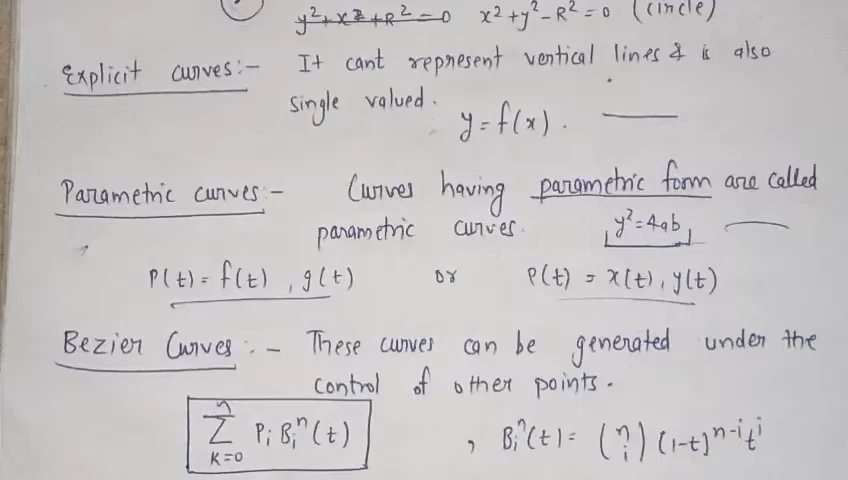 y²+x²+R²=0 x²+y²-R²=0 (circle)
Explicit curves:- It cant represent vertical lines & is also
single valued.
y=f(x).
Parametric curves:- Curves having parametric form are called
parametric curves. y²=4ab
P(t)=f(t), g(t) or P(t) = x(t), y(t)
Bezier Curves:- These curves can be generated under the
control of other points.
n
Σ Pi Bi^n(t) , Bi^n(t) = (n i) (1-t]^n-i t^i
K=0